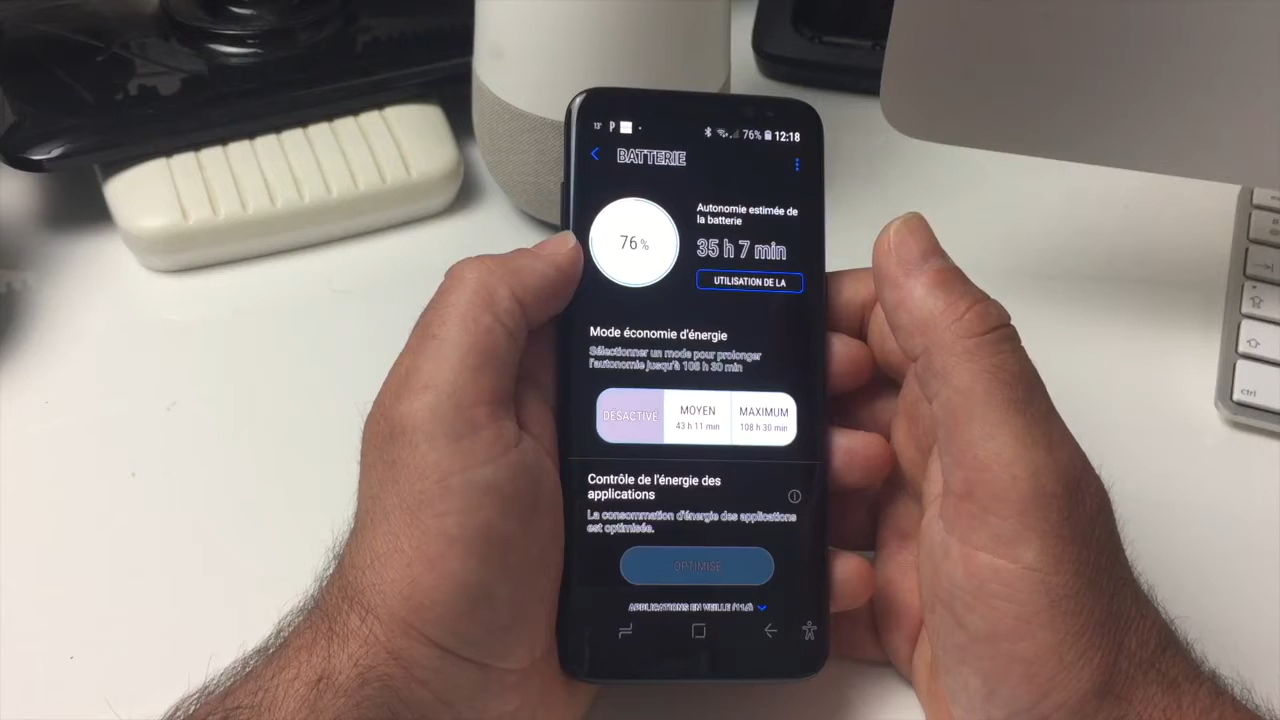 13° P 76% 12:18
BATTERIE
76%
Autonomie estimée de
la batterie
35 h 7 min
UTILISATION DE LA
Mode économie d'énergie
Sélectionner un mode pour prolonger
l'autonomie jusqu'à 108 h 30 min
DÉSACTIVÉ MOYEN MAXIMUM
43 h 11 min 108 h 30 min
Contrôle de l'énergie des
applications
La consommation d'énergie des applications
est optimisée.
OPTIMISÉ
APPLICATIONS EN VEILLE
ctrl